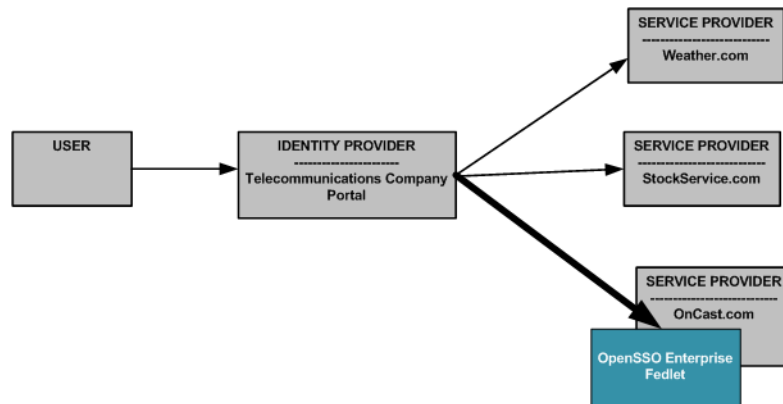 SERVICE PROVIDER
----------------------------
Weather.com
USER
IDENTITY PROVIDER
-----------------------
Telecommunications Company
Portal
SERVICE PROVIDER
----------------------------
StockService.com
SERVICE PROVIDER
----------------------------
OnCast.com
OpenSSO Enterprise
Fedlet